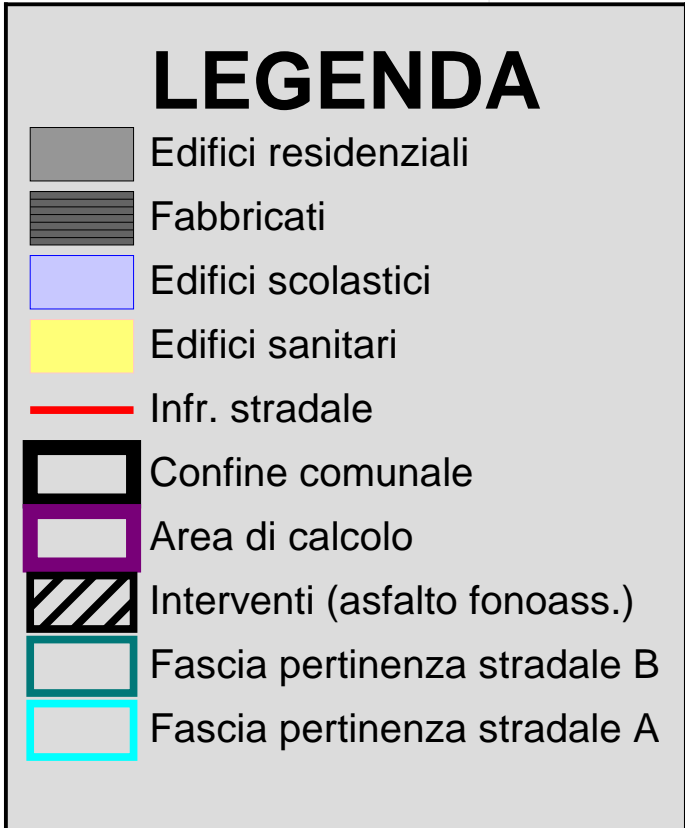 LEGENDA
Edifici residenziali
Fabbricati
Edifici scolastici
Edifici sanitari
Infr. stradale
Confine comunale
Area di calcolo
Interventi (asfalto fonoass.)
Fascia pertinenza stradale B
Fascia pertinenza stradale A